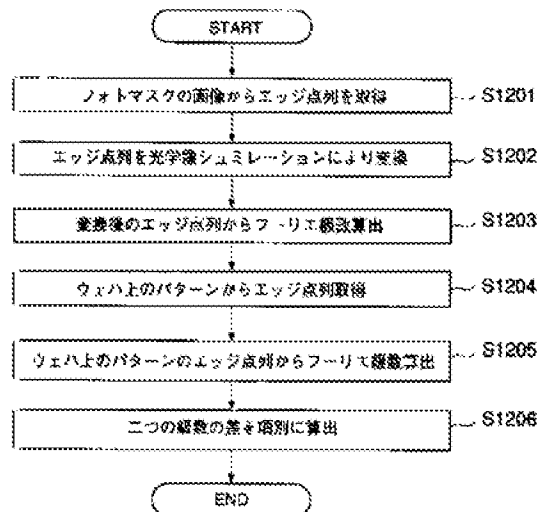 START
フォトマスクの画像からエッジ点列を取得
S1201
エッジ点列を光学像シュミレーションにより変換
S1202
変換後のエッジ点列からフーリエ級数算出
S1203
ウェハ上のパターンからエッジ点列取得
S1204
ウェハ上のパターンのエッジ点列からフーリエ級数算出
S1205
二つの級数の差を項別に算出
S1206
END